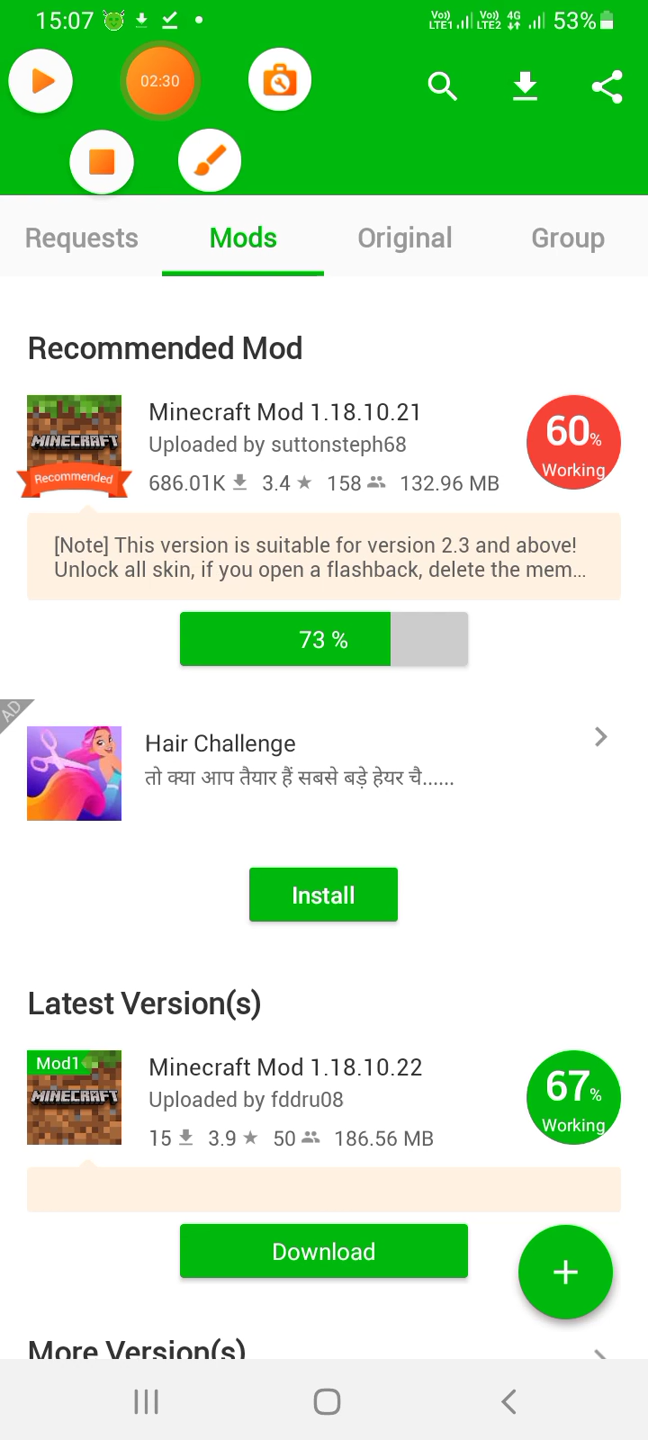 15:07
Vo)) LTE1 Vo)) LTE2 4G 53%
02:30
Requests Mods Original Group
Recommended Mod
MINECRAFT
Recommended
Minecraft Mod 1.18.10.21
Uploaded by suttonsteph68
686.01K 3.4 158 132.96 MB
60%
Working
[Note] This version is suitable for version 2.3 and above!
Unlock all skin, if you open a flashback, delete the mem...
73 %
AD
Hair Challenge
तो क्या आप तैयार हैं सबसे बड़े हेयर चै......
Install
Latest Version(s)
Mod1
MINECRAFT
Minecraft Mod 1.18.10.22
Uploaded by fddru08
15 3.9 50 186.56 MB
67%
Working
Download
+
More Version(s)